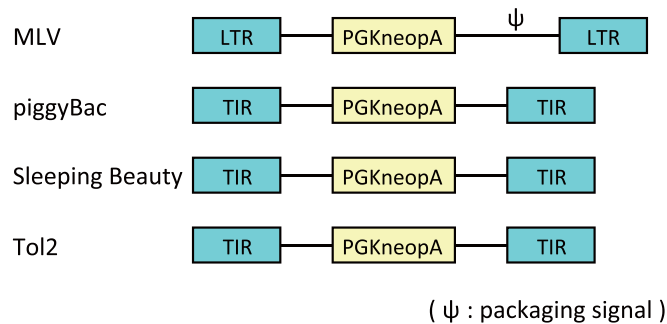 ψ
MLV LTR PGKneopA LTR
piggyBac TIR PGKneopA TIR
Sleeping Beauty TIR PGKneopA TIR
Tol2 TIR PGKneopA TIR
( ψ : packaging signal )